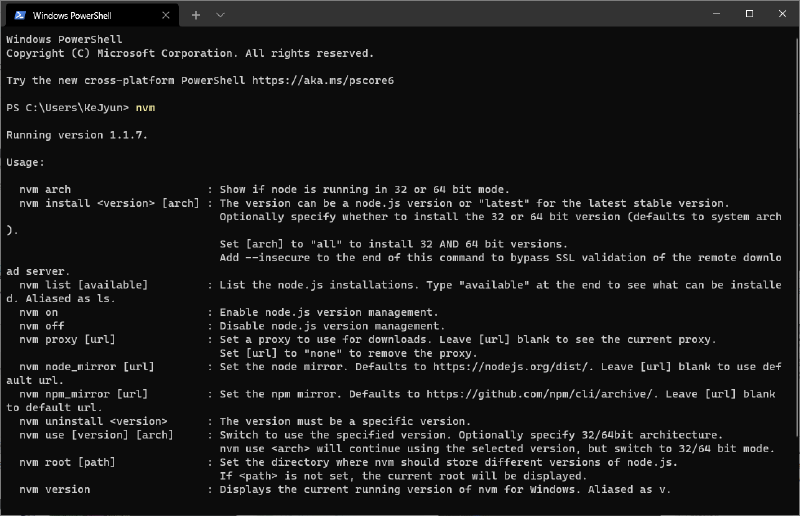 Windows PowerShell
Windows PowerShell
Copyright (C) Microsoft Corporation. All rights reserved.
Try the new cross-platform PowerShell https://aka.ms/pscore6
PS C:\Users\KeJyun> nvm
Running version 1.1.7.
Usage:
  nvm arch                     : Show if node is running in 32 or 64 bit mode.
  nvm install <version> [arch] : The version can be a node.js version or "latest" for the latest stable version.
                                 Optionally specify whether to install the 32 or 64 bit version (defaults to system arch
).
                                 Set [arch] to "all" to install 32 AND 64 bit versions.
                                 Add --insecure to the end of this command to bypass SSL validation of the remote downlo
ad server.
  nvm list [available]         : List the node.js installations. Type "available" at the end to see what can be installe
d. Aliased as ls.
  nvm on                       : Enable node.js version management.
  nvm off                      : Disable node.js version management.
  nvm proxy [url]              : Set a proxy to use for downloads. Leave [url] blank to see the current proxy.
                                 Set [url] to "none" to remove the proxy.
  nvm node_mirror [url]        : Set the node mirror. Defaults to https://nodejs.org/dist/. Leave [url] blank to use def
ault url.
  nvm npm_mirror [url]         : Set the npm mirror. Defaults to https://github.com/npm/cli/archive/. Leave [url] blank
to default url.
  nvm uninstall <version>      : The version must be a specific version.
  nvm use [version] [arch]     : Switch to use the specified version. Optionally specify 32/64bit architecture.
                                 nvm use <arch> will continue using the selected version, but switch to 32/64 bit mode.
  nvm root [path]              : Set the directory where nvm should store different versions of node.js.
                                 If <path> is not set, the current root will be displayed.
  nvm version                  : Displays the current running version of nvm for Windows. Aliased as v.